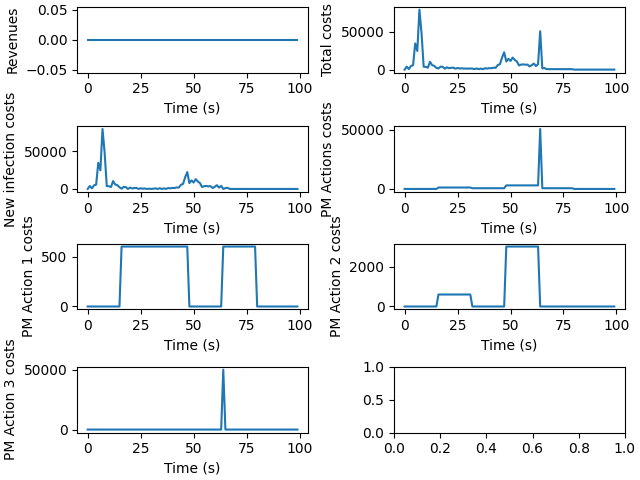 Revenues
0.05
0.00
−0.05
0 25 50 75 100
Time (s)
Total costs
50000
0
0 25 50 75 100
Time (s)
New infection costs
50000
0
0 25 50 75 100
Time (s)
PM Actions costs
50000
0
0 25 50 75 100
Time (s)
PM Action 1 costs
500
0
0 25 50 75 100
Time (s)
PM Action 2 costs
2000
0
0 25 50 75 100
Time (s)
PM Action 3 costs
50000
0
0 25 50 75 100
Time (s)
1.0
0.5
0.0
0.0 0.2 0.4 0.6 0.8 1.0